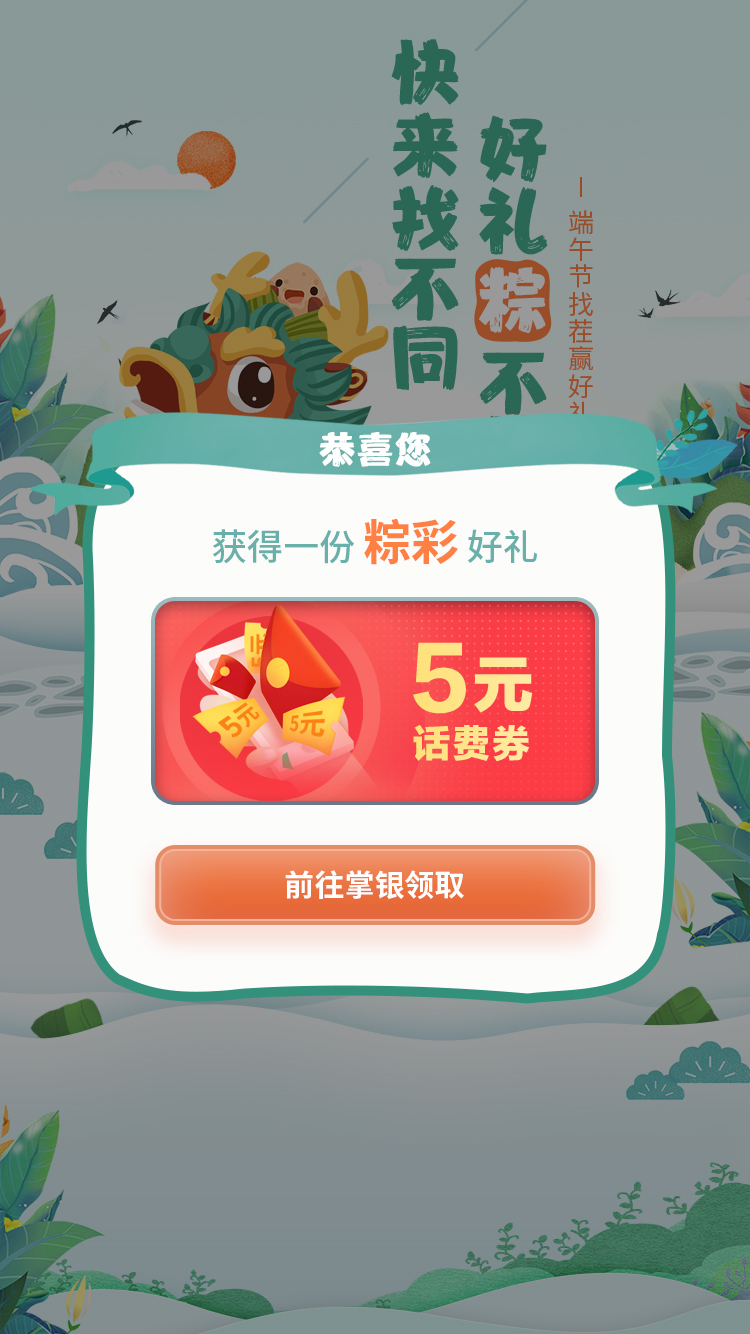 快来找不同
好礼粽不
端午节找茬赢好礼
恭喜您
获得一份 粽彩 好礼
5元
5元
5元
话费券
前往掌银领取